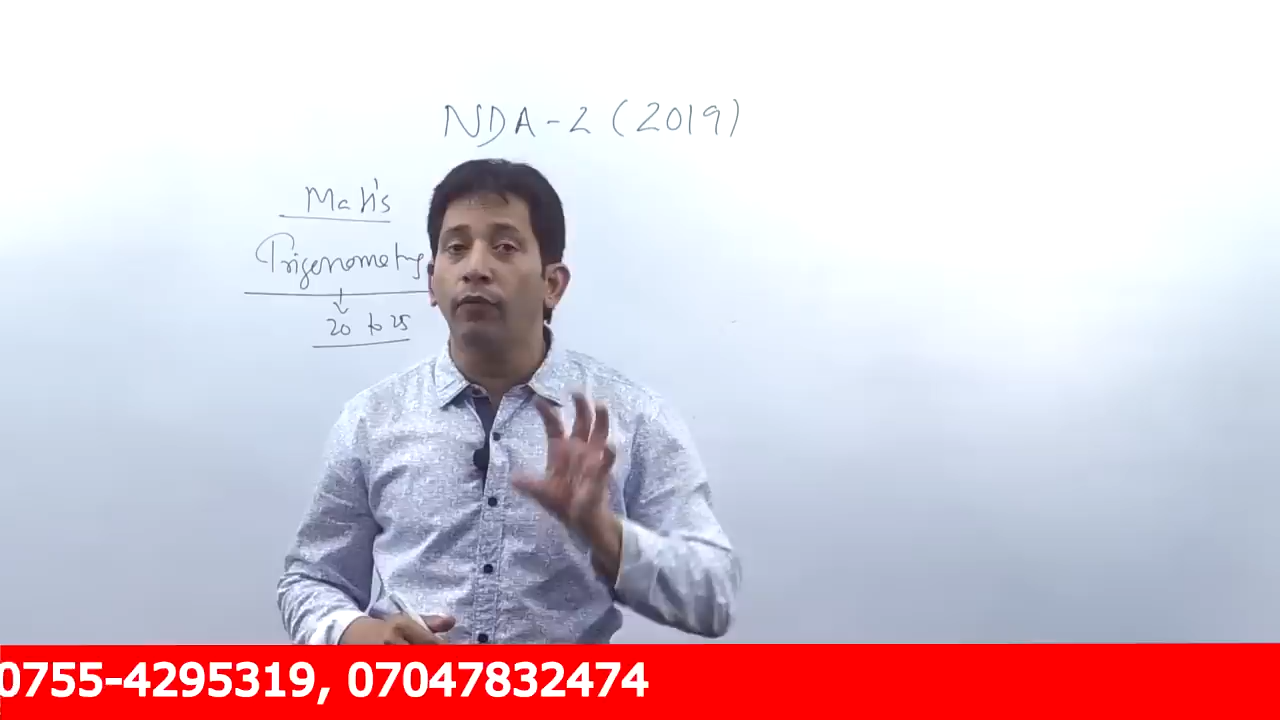 NDA-2 (2019)
Maths
Trigonometry
20 to 25
0755-4295319, 07047832474